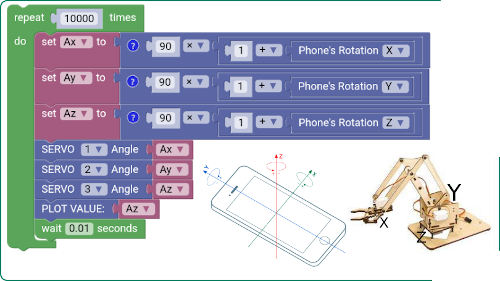 repeat 10000 times
do set Ax to ? 90 × 1 + Phone's Rotation X
set Ay to ? 90 × 1 + Phone's Rotation Y
set Az to ? 90 × 1 + Phone's Rotation Z
SERVO 1 Angle Ax
SERVO 2 Angle Ay
SERVO 3 Angle Az
PLOT VALUE: Az
wait 0.01 seconds
Y Z X
Y
X
Z